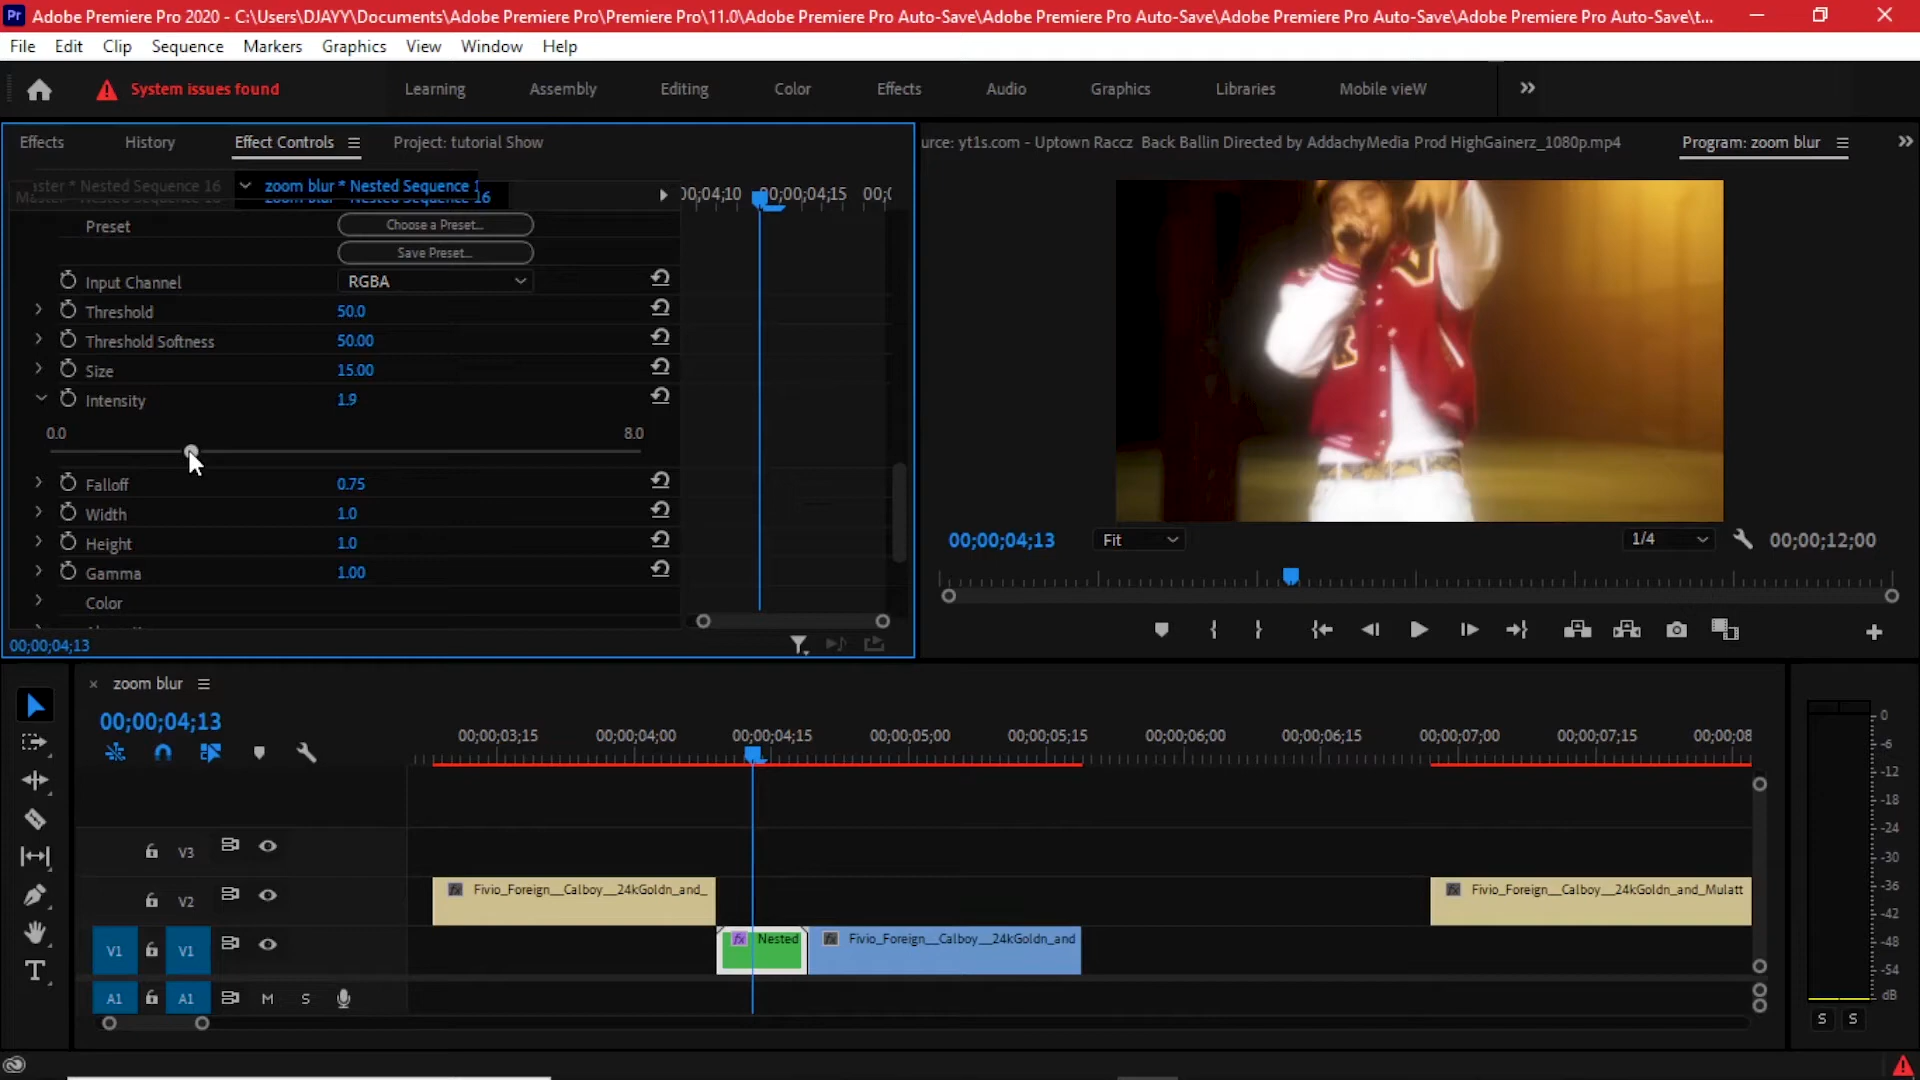 Pr Adobe Premiere Pro 2020 - C:\Users\DJAYY\Documents\Adobe Premiere Pro\Premiere Pro\11.0\Adobe Premiere Pro Auto-Save\Adobe Premiere Pro Auto-Save\Adobe Premiere Pro Auto-Save\Adobe Premiere Pro Auto-Save\t...
File Edit Clip Sequence Markers Graphics View Window Help
System issues found Learning Assembly Editing Color Effects Audio Graphics Libraries Mobile vieW
Effects History Effect Controls Project: tutorial Show urce: yt1s.com - Uptown Raccz Back Ballin Directed by AddachyMedia Prod HighGainerz_1080p.mp4 Program: zoom blur
aster * Nested Sequence 16 zoom blur * Nested Sequence 1
00;04;10 00;00;04;15 00;0
Preset Choose a Preset...
Save Preset...
Input Channel RGBA
Threshold 50.0
Threshold Softness 50.00
Size 15.00
Intensity 1.9
0.0 8.0
Falloff 0.75
Width 1.0
Height 1.0
Gamma 1.00
Color
00;00;04;13
00;00;04;13 Fit 1/4 00;00;12;00
zoom blur
00;00;04;13
00;00;03;15 00;00;04;00 00;00;04;15 00;00;05;00 00;00;05;15 00;00;06;00 00;00;06;15 00;00;07;00 00;00;07;15 00;00;08
V3
V2 Fivio_Foreign__Calboy__24kGoldn_and_ Fivio_Foreign__Calboy__24kGoldn_and_Mulatt
V1 V1 Nested Fivio_Foreign__Calboy__24kGoldn_and
A1 A1 M S
0
-6
-12
-18
-24
-30
-36
-42
-48
-54
dB
S S